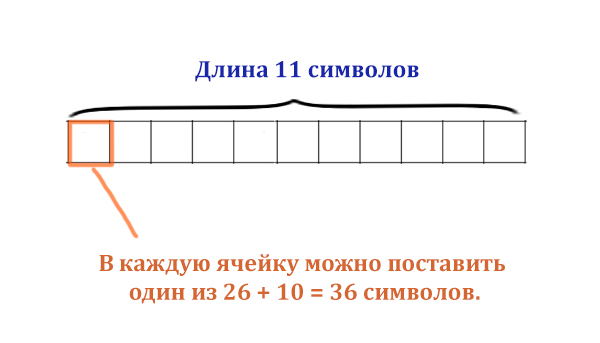 Длина 11 символов
В каждую ячейку можно поставить
один из 26 + 10 = 36 символов.